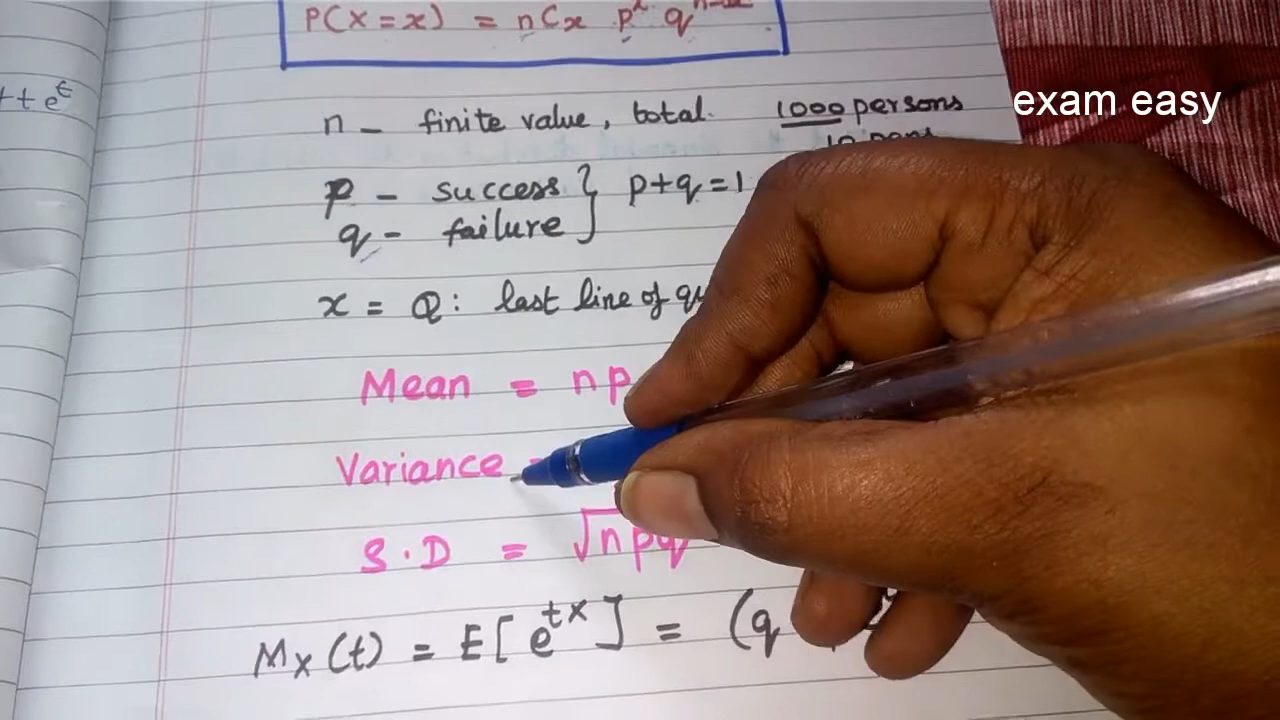 P(X = x) = nCx p^x q^n-x
exam easy
+ t e^t
n - finite value, total. 1000 persons
p - success } p+q = 1
q - failure }
x = Q: last line of
Mean = np
Variance
S.D = √npq
Mx(t) = E[e^tx] = (q